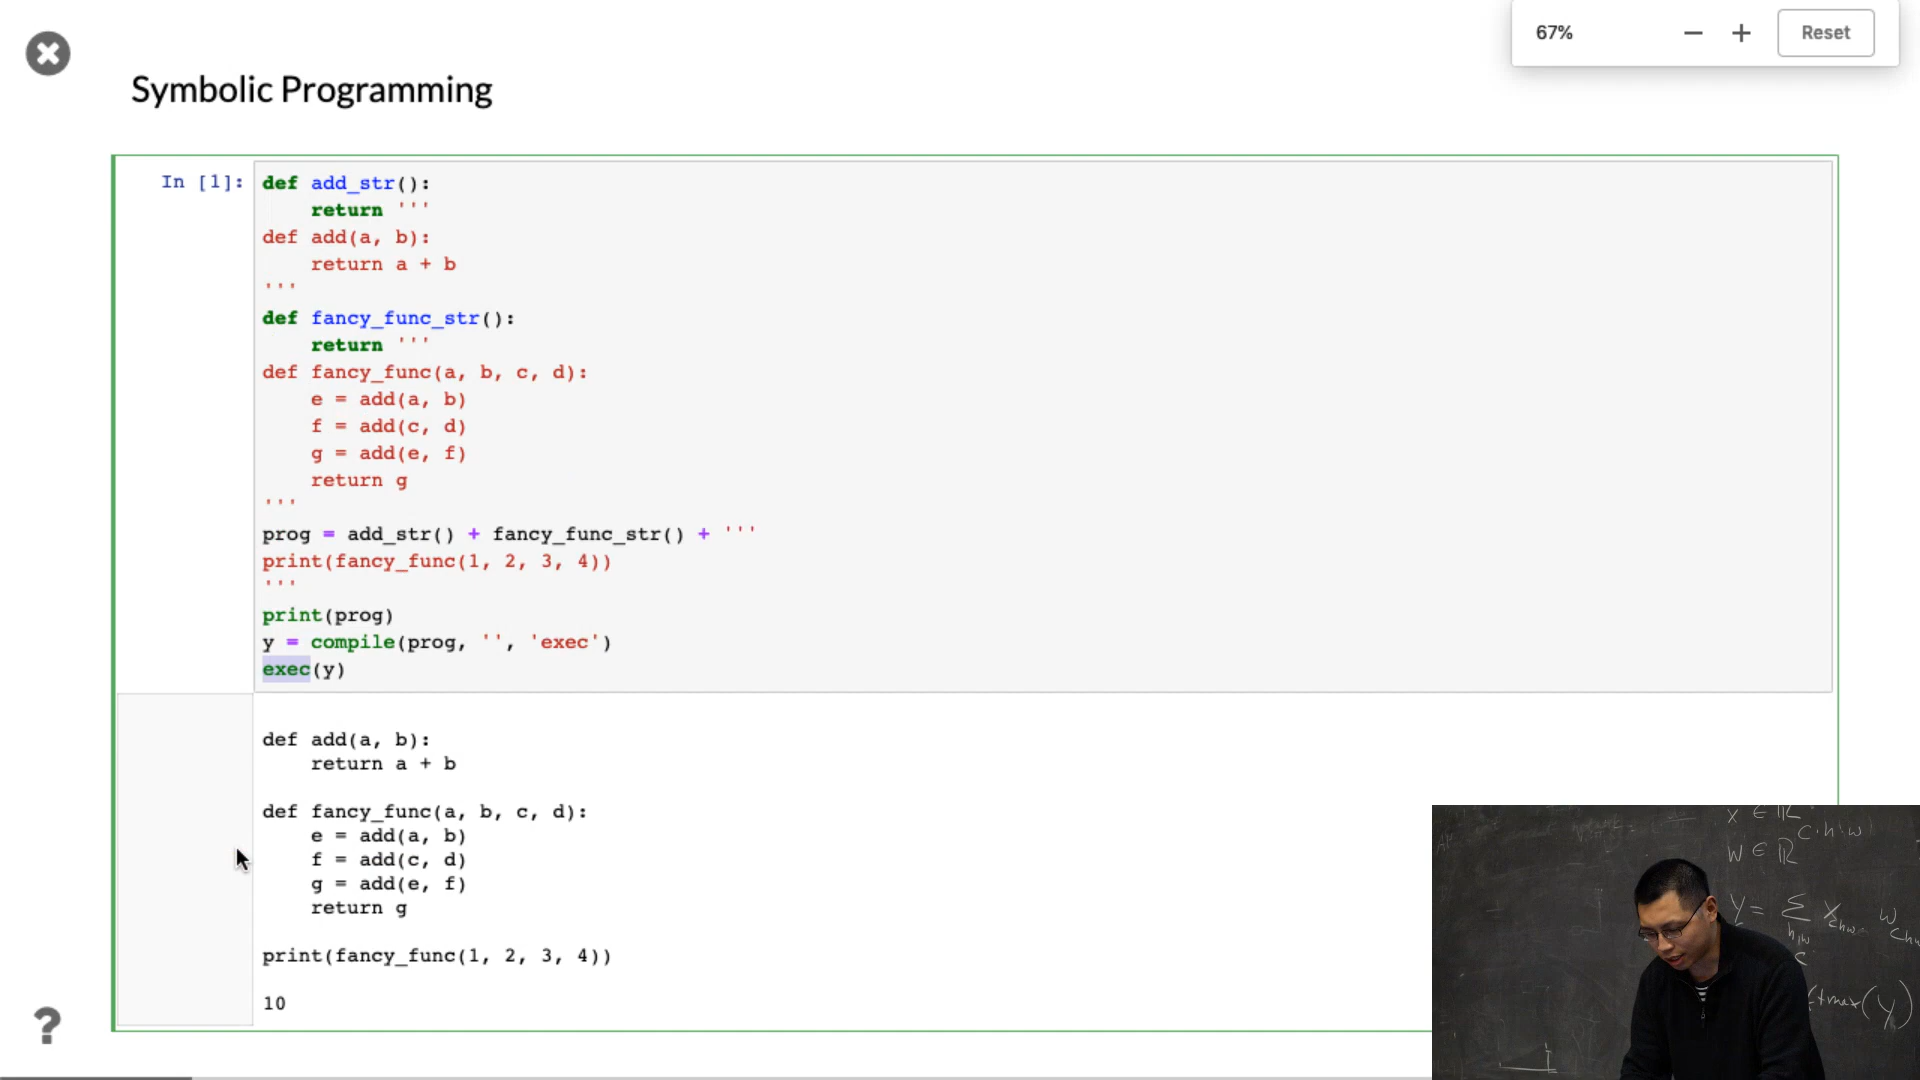 67%
Reset
Symbolic Programming
In [1]:
def add_str():
    return '''
def add(a, b):
    return a + b
'''
def fancy_func_str():
    return '''
def fancy_func(a, b, c, d):
    e = add(a, b)
    f = add(c, d)
    g = add(e, f)
    return g
'''
prog = add_str() + fancy_func_str() + '''
print(fancy_func(1, 2, 3, 4))
'''
print(prog)
y = compile(prog, '', 'exec')
exec(y)
def add(a, b):
    return a + b
def fancy_func(a, b, c, d):
    e = add(a, b)
    f = add(c, d)
    g = add(e, f)
    return g
print(fancy_func(1, 2, 3, 4))
10
?